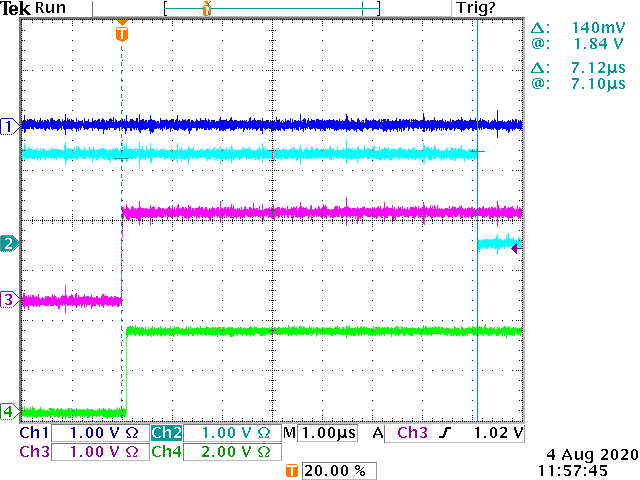 Tek Run Trig?
T
T
Δ: 140mV
@: 1.84 V
Δ: 7.12µs
@: 7.10µs
1
2
3
4
Ch1 1.00 V Ω Ch2 1.00 V Ω M 1.00µs A Ch3 1.02 V
Ch3 1.00 V Ω Ch4 2.00 V Ω
T 20.00 %
4 Aug 2020
11:57:45